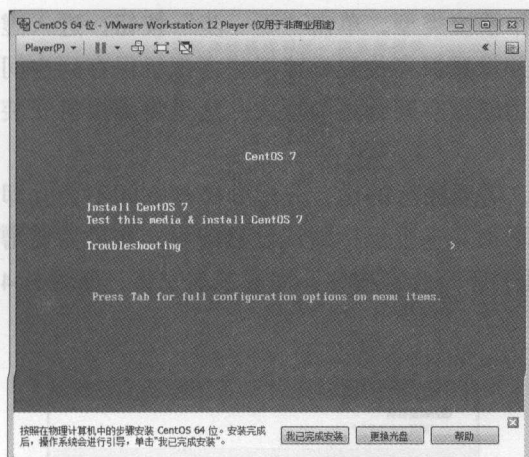 CentOS 64 位 - VMware Workstation 12 Player (仅用于非商业用途)
Player(P)
CentOS 7
Install CentOS 7
Test this media & install CentOS 7
Troubleshooting >
Press Tab for full configuration options on menu items.
按照在物理计算机中的步骤安装 CentOS 64 位。安装完成
后，操作系统会进行引导，单击"我已完成安装"。
我已完成安装
更换光盘
帮助